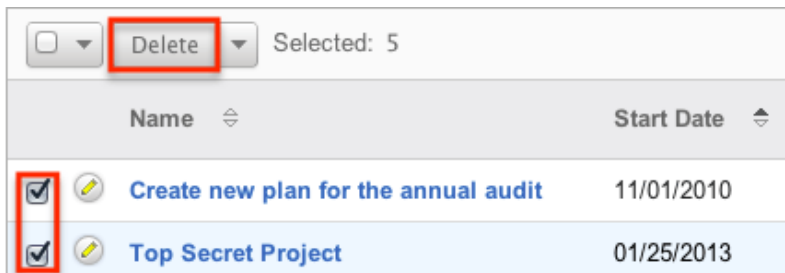 Delete Selected: 5
Name Start Date
Create new plan for the annual audit 11/01/2010
Top Secret Project 01/25/2013